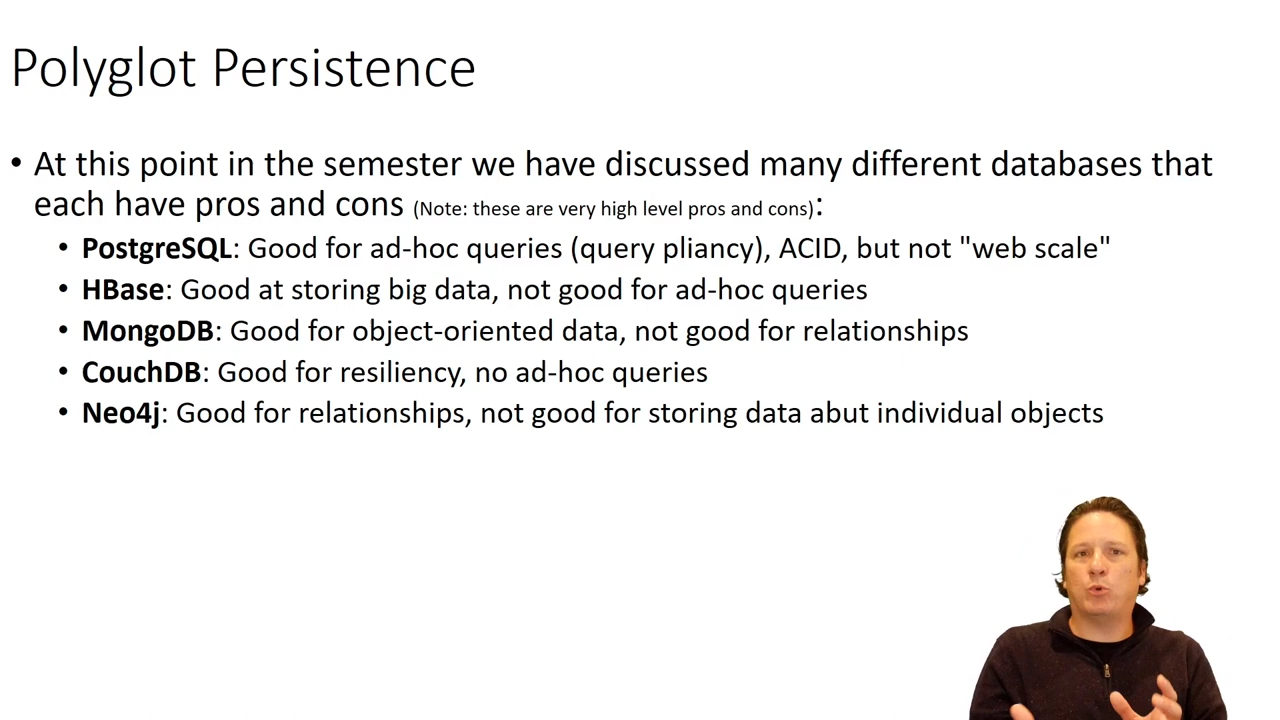 Polyglot Persistence
• At this point in the semester we have discussed many different databases that
each have pros and cons (Note: these are very high level pros and cons):
• PostgreSQL: Good for ad-hoc queries (query pliancy), ACID, but not "web scale"
• HBase: Good at storing big data, not good for ad-hoc queries
• MongoDB: Good for object-oriented data, not good for relationships
• CouchDB: Good for resiliency, no ad-hoc queries
• Neo4j: Good for relationships, not good for storing data abut individual objects